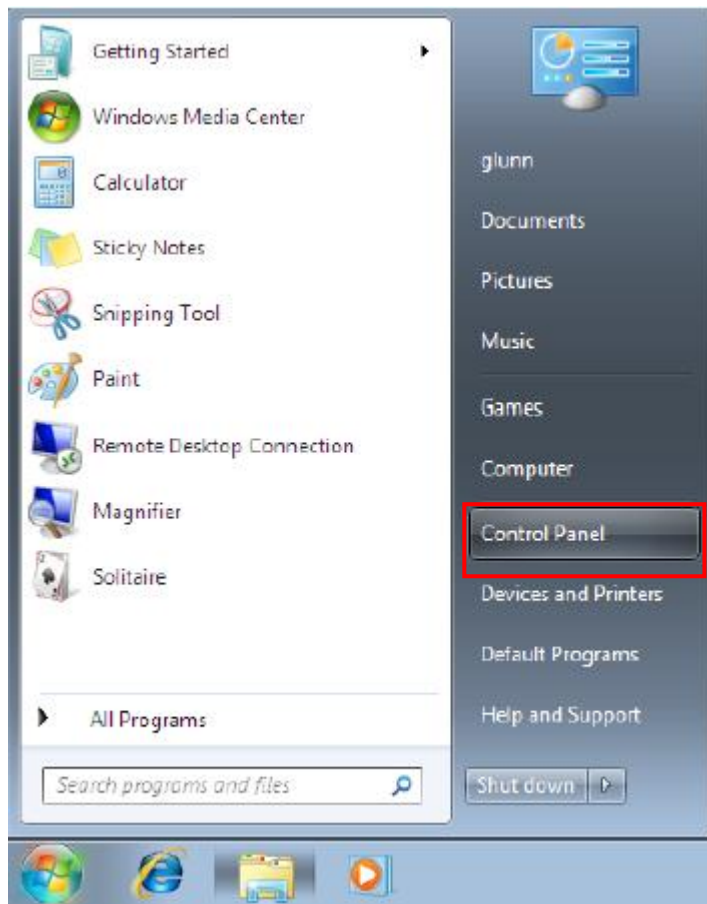 Getting Started
Windows Media Center
Calculator
Sticky Notes
Snipping Tool
Paint
Remote Desktop Connection
Magnifier
Solitaire
All Programs
Search programs and files
glunn
Documents
Pictures
Music
Games
Computer
Control Panel
Devices and Printers
Default Programs
Help and Support
Shut down